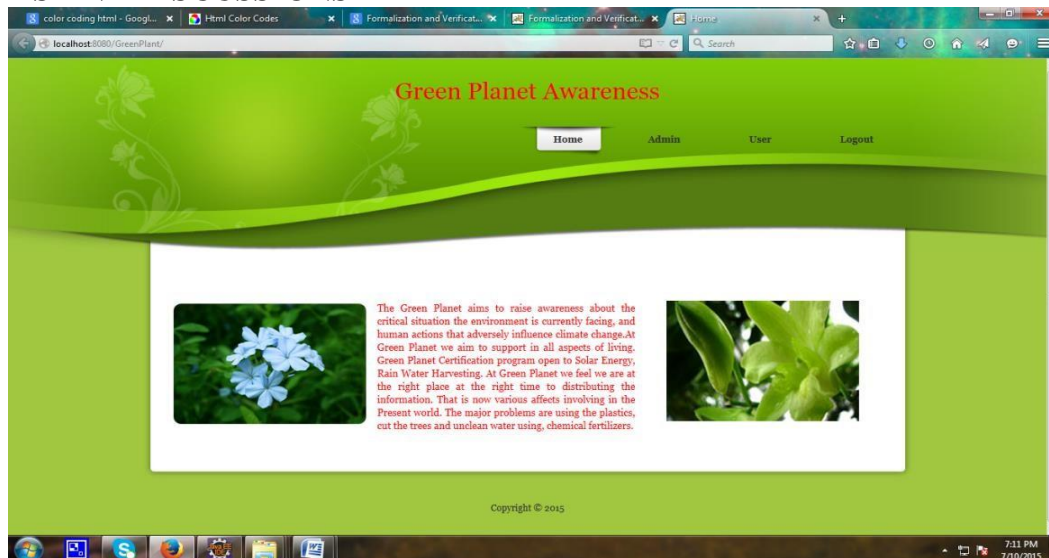 color coding html - Googl...
Html Color Codes
Formalization and Verificat...
Formalization and Verificat...
Home
localhost:8080/GreenPlant/
Search
Green Planet Awareness
Home
Admin
User
Logout
The Green Planet aims to raise awareness about the
critical situation the environment is currently facing, and
human actions that adversely influence climate change.At
Green Planet we aim to support in all aspects of living.
Green Planet Certification program open to Solar Energy,
Rain Water Harvesting. At Green Planet we feel we are at
the right place at the right time to distributing the
information. That is now various affects involving in the
Present world. The major problems are using the plastics,
cut the trees and unclean water using, chemical fertilizers.
Copyright © 2015
7:11 PM
7/10/2015